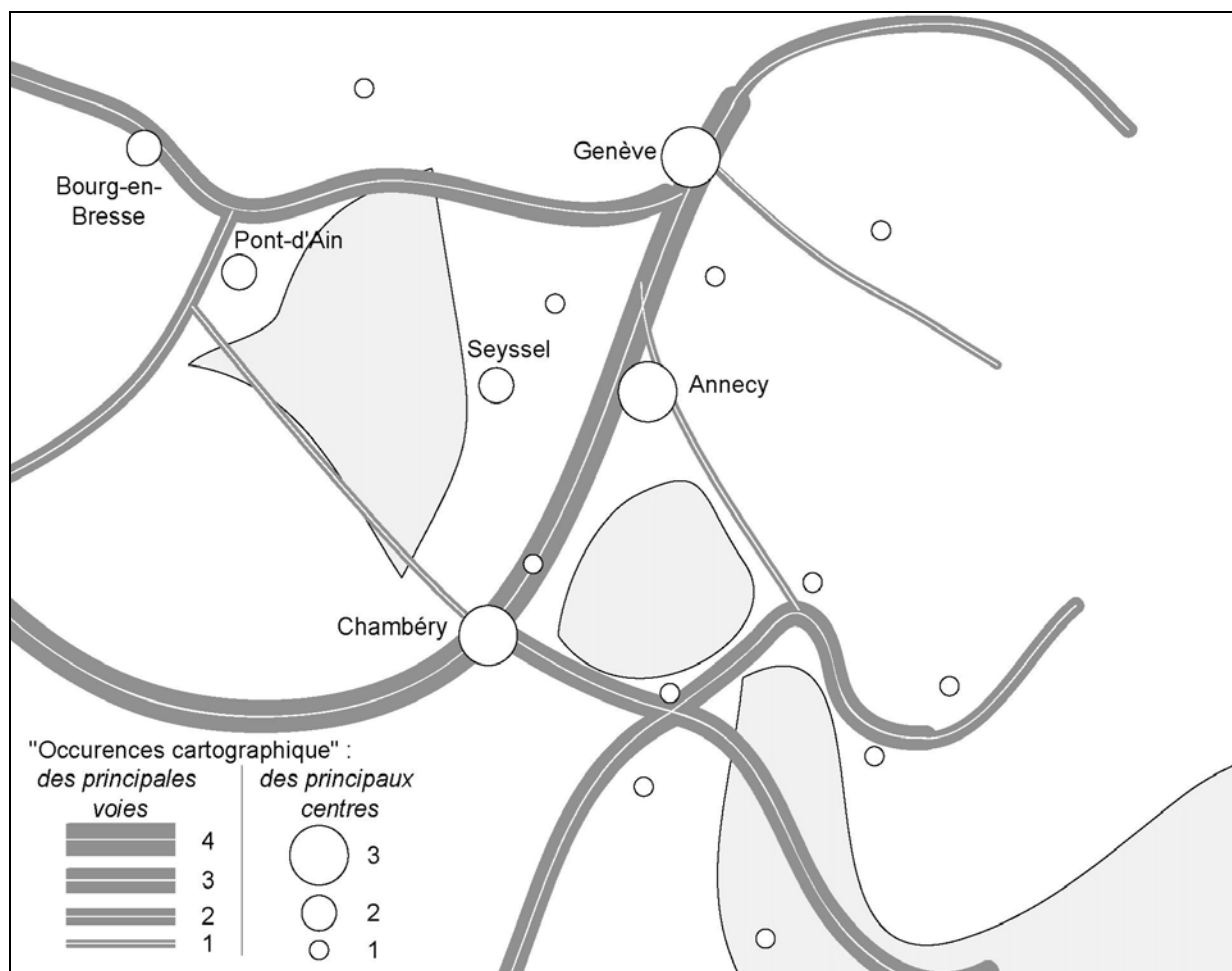 Genève
Bourg-en-
Bresse
Pont-d'Ain
Seyssel
Annecy
Chambéry
"Occurences cartographique" :
des principales
voies
4
3
2
1
des principaux
centres
3
2
1